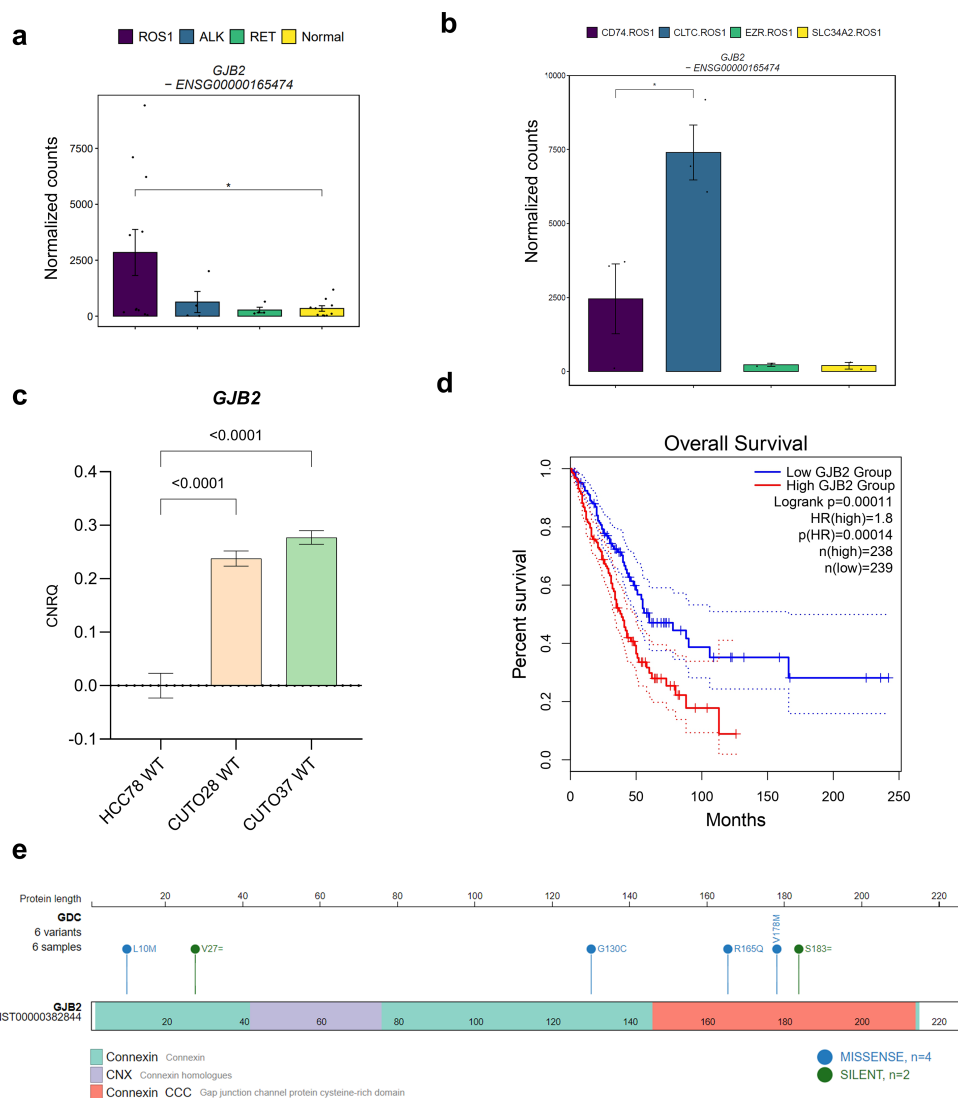 a
ROS1 ALK RET Normal
GJB2
– ENSG00000165474
Normalized counts
7500
5000
2500
0
*
b
CD74.ROS1 CLTC.ROS1 EZR.ROS1 SLC34A2.ROS1
GJB2
– ENSG00000165474
Normalized counts
10000
7500
5000
2500
0
*
c
GJB2
<0.0001
<0.0001
CNRQ
0.4
0.3
0.2
0.1
0.0
-0.1
HCC78 WT
CUTO28 WT
CUTO37 WT
d
Overall Survival
Low GJB2 Group
High GJB2 Group
Logrank p=0.00011
HR(high)=1.8
p(HR)=0.00014
n(high)=238
n(low)=239
Percent survival
1.0
0.8
0.6
0.4
0.2
0.0
0 50 100 150 200 250
Months
e
Protein length
20 40 60 80 100 120 140 160 180 200 220
GDC
6 variants
6 samples
L10M V27= G130C R165Q V178M S183=
GJB2
NST00000382844
20 40 60 80 100 120 140 160 180 200 220
Connexin Connexin
CNX Connexin homologues
Connexin CCC Gap junction channel protein cysteine-rich domain
MISSENSE, n=4
SILENT, n=2